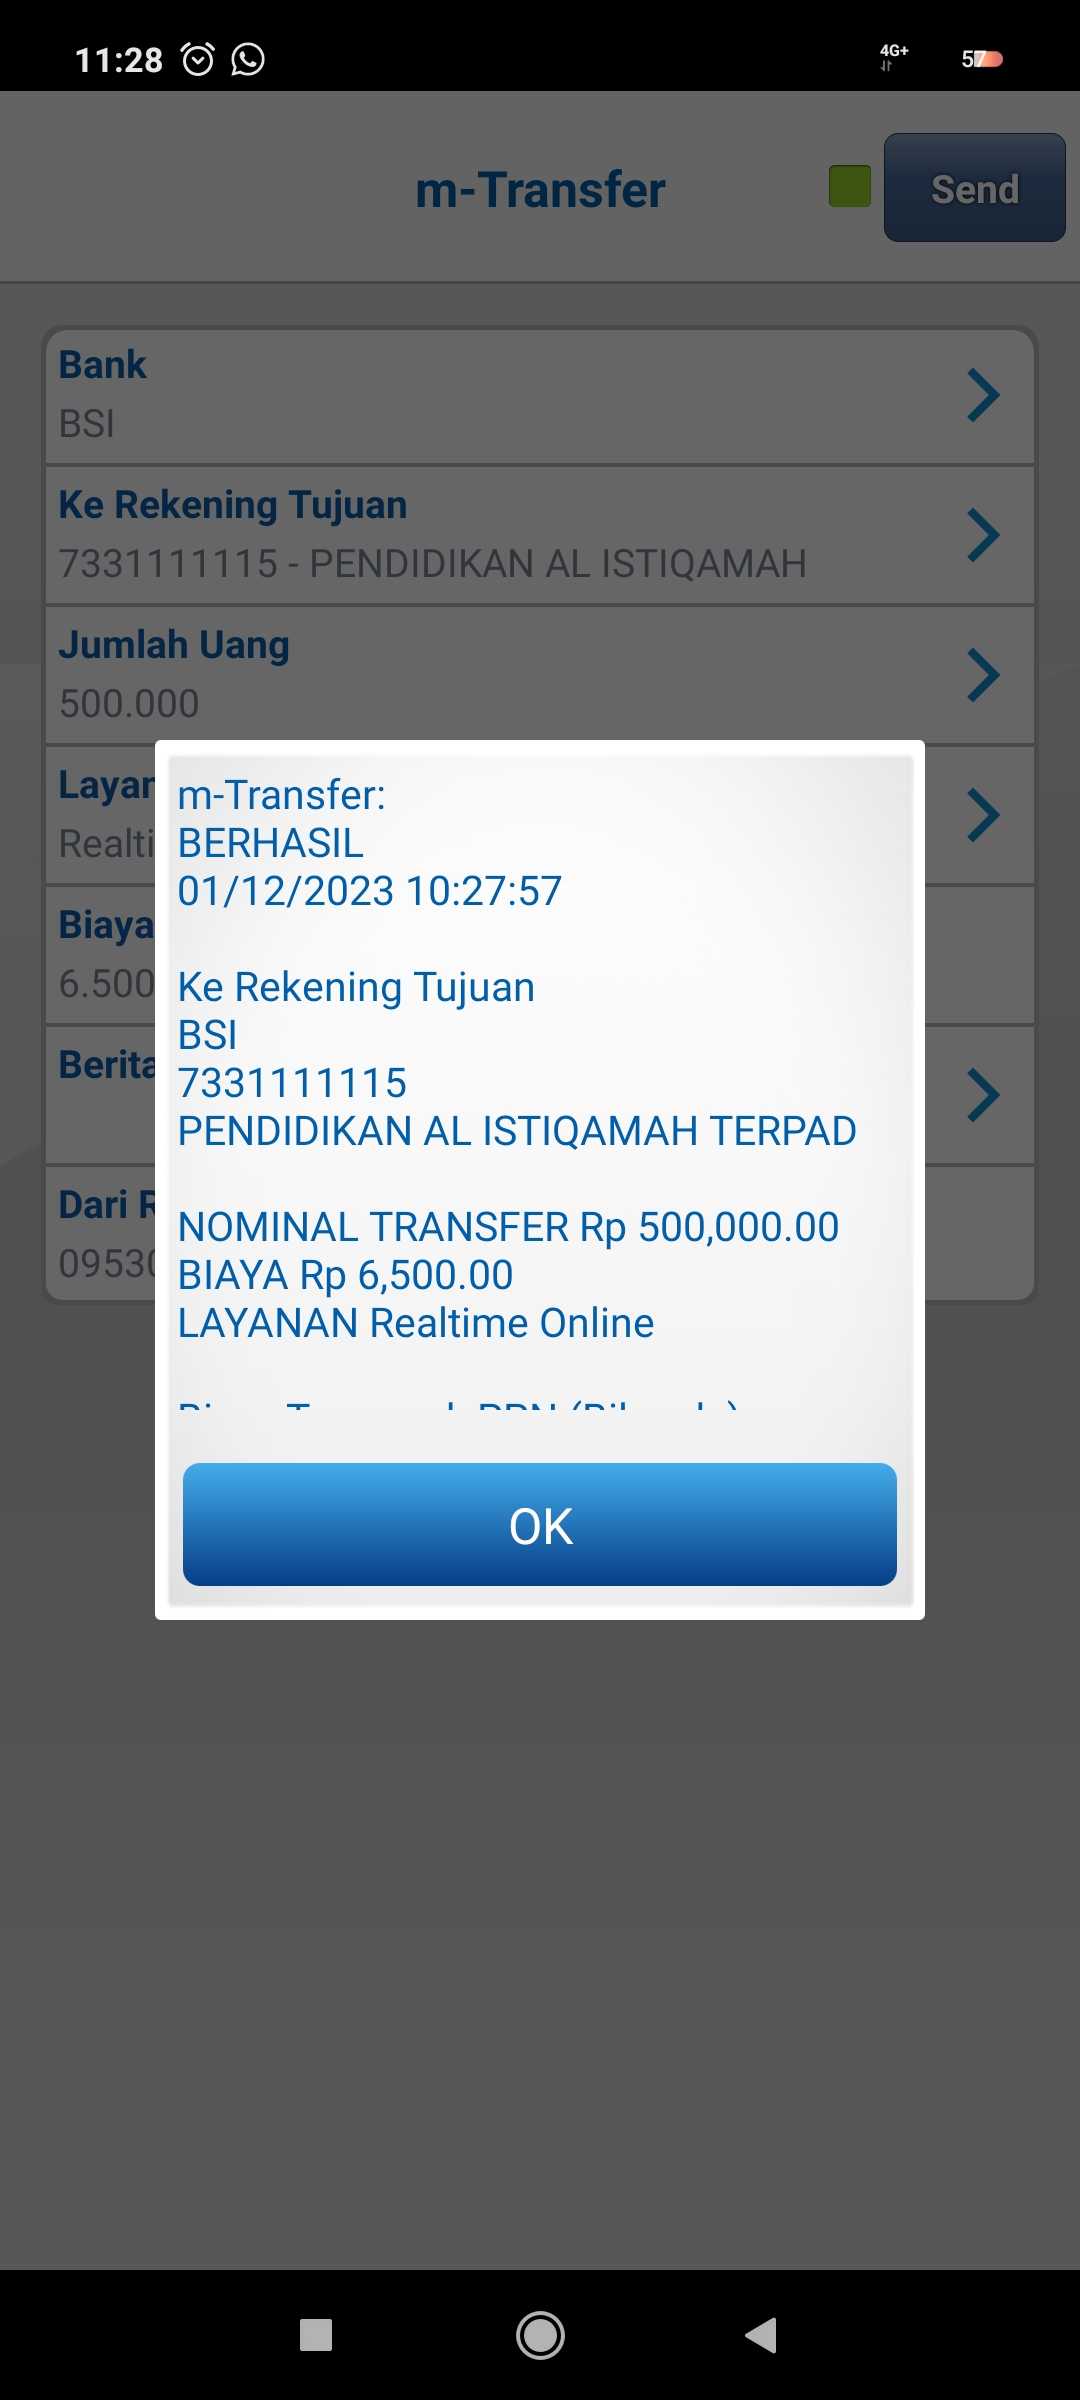 11:28
4G+
57
m-Transfer
Send
Bank
BSI
Ke Rekening Tujuan
7331111115 - PENDIDIKAN AL ISTIQAMAH
Jumlah Uang
500.000
Layan
Realti
Biaya
6.500
Berita
Dari R
09530
m-Transfer:
BERHASIL
01/12/2023 10:27:57
Ke Rekening Tujuan
BSI
7331111115
PENDIDIKAN AL ISTIQAMAH TERPAD
NOMINAL TRANSFER Rp 500,000.00
BIAYA Rp 6,500.00
LAYANAN Realtime Online
OK